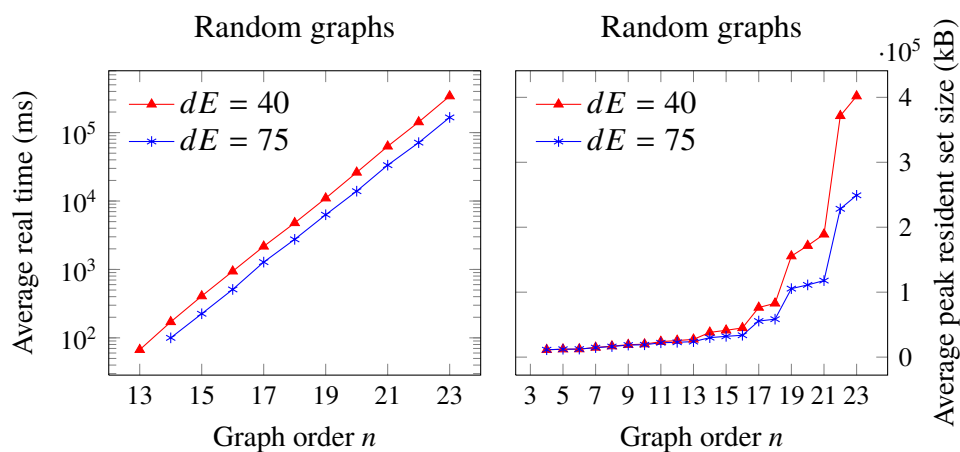 Random graphs
Average real time (ms)
10^5
10^4
10^3
10^2
dE = 40
dE = 75
13 15 17 19 21 23
Graph order n
Random graphs
·10^5
dE = 40
dE = 75
4
3
2
1
0
3 5 7 9 11 13 15 17 19 21 23
Graph order n
Average peak resident set size (kB)